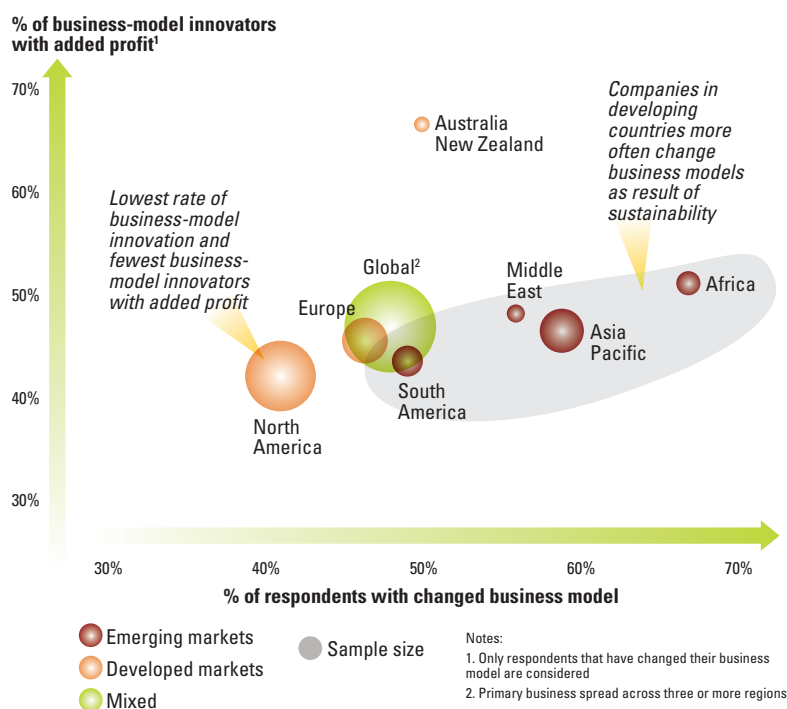 % of business-model innovators
with added profit¹
70%
60%
50%
40%
30%
Australia
New Zealand
Companies in
developing
countries more
often change
business models
as result of
sustainability
Lowest rate of
business-model
innovation and
fewest business-
model innovators
with added profit
Global²
Europe
Middle
East
Africa
Asia
Pacific
South
America
North
America
30%
40%
50%
60%
70%
% of respondents with changed business model
Emerging markets
Developed markets
Mixed
Sample size
Notes:
1. Only respondents that have changed their business
model are considered
2. Primary business spread across three or more regions